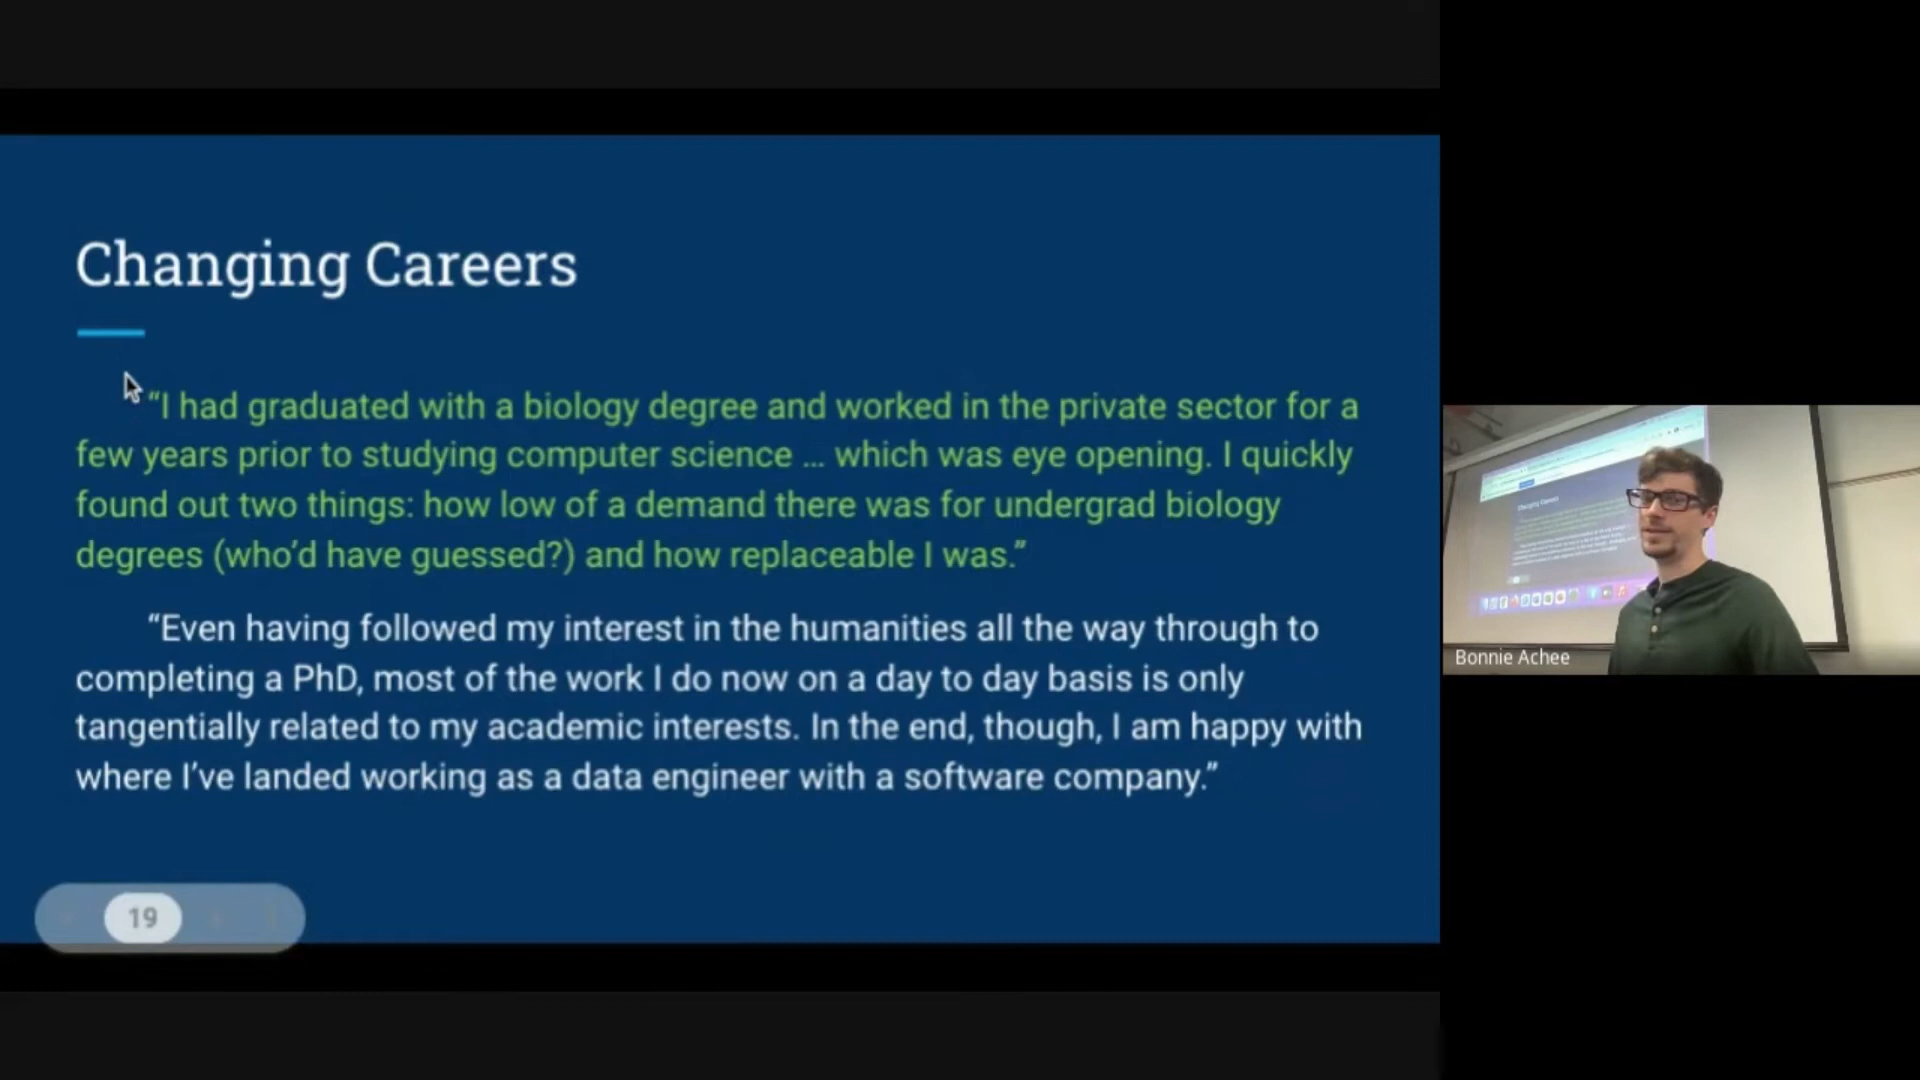 Changing Careers
“I had graduated with a biology degree and worked in the private sector for a
few years prior to studying computer science ... which was eye opening. I quickly
found out two things: how low of a demand there was for undergrad biology
degrees (who’d have guessed?) and how replaceable I was.”
“Even having followed my interest in the humanities all the way through to
completing a PhD, most of the work I do now on a day to day basis is only
tangentially related to my academic interests. In the end, though, I am happy with
where I’ve landed working as a data engineer with a software company.”
19
Changing Careers
Bonnie Achee